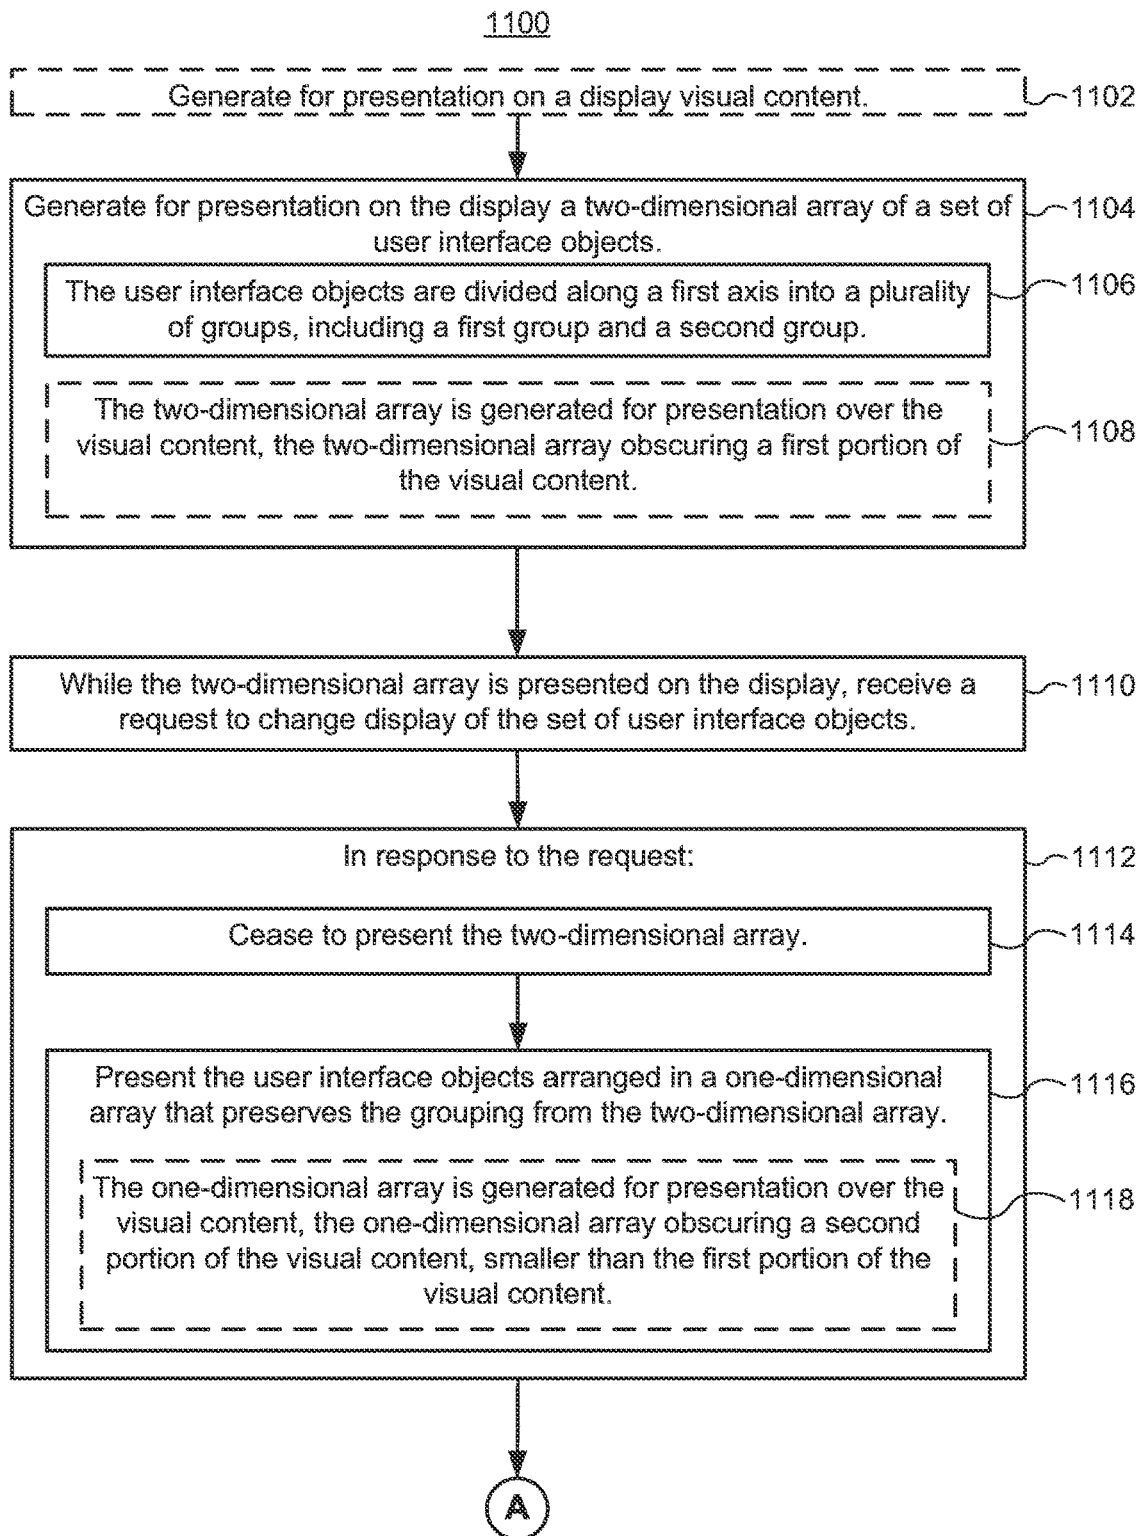 1100
Generate for presentation on a display visual content.
1102
Generate for presentation on the display a two-dimensional array of a set of
user interface objects.
1104
The user interface objects are divided along a first axis into a plurality
of groups, including a first group and a second group.
1106
The two-dimensional array is generated for presentation over the
visual content, the two-dimensional array obscuring a first portion of
the visual content.
1108
While the two-dimensional array is presented on the display, receive a
request to change display of the set of user interface objects.
1110
In response to the request:
1112
Cease to present the two-dimensional array.
1114
Present the user interface objects arranged in a one-dimensional
array that preserves the grouping from the two-dimensional array.
1116
The one-dimensional array is generated for presentation over the
visual content, the one-dimensional array obscuring a second
portion of the visual content, smaller than the first portion of the
visual content.
1118
A